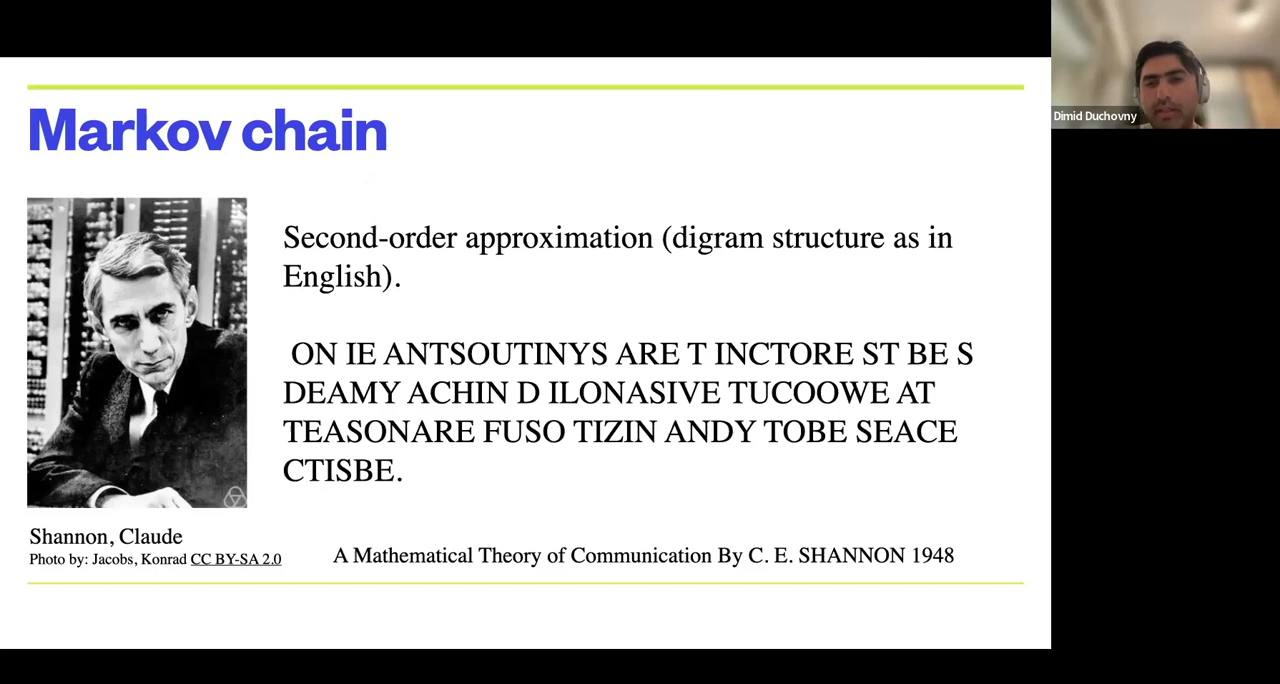 Markov chain
Second-order approximation (digram structure as in
English).
ON IE ANTSOUTINYS ARE T INCTORE ST BE S
DEAMY ACHIN D ILONASIVE TUCOOWE AT
TEASONARE FUSO TIZIN ANDY TOBE SEACE
CTISBE.
Shannon, Claude
Photo by: Jacobs, Konrad CC BY-SA 2.0
A Mathematical Theory of Communication By C. E. SHANNON 1948
Dimid Duchovny